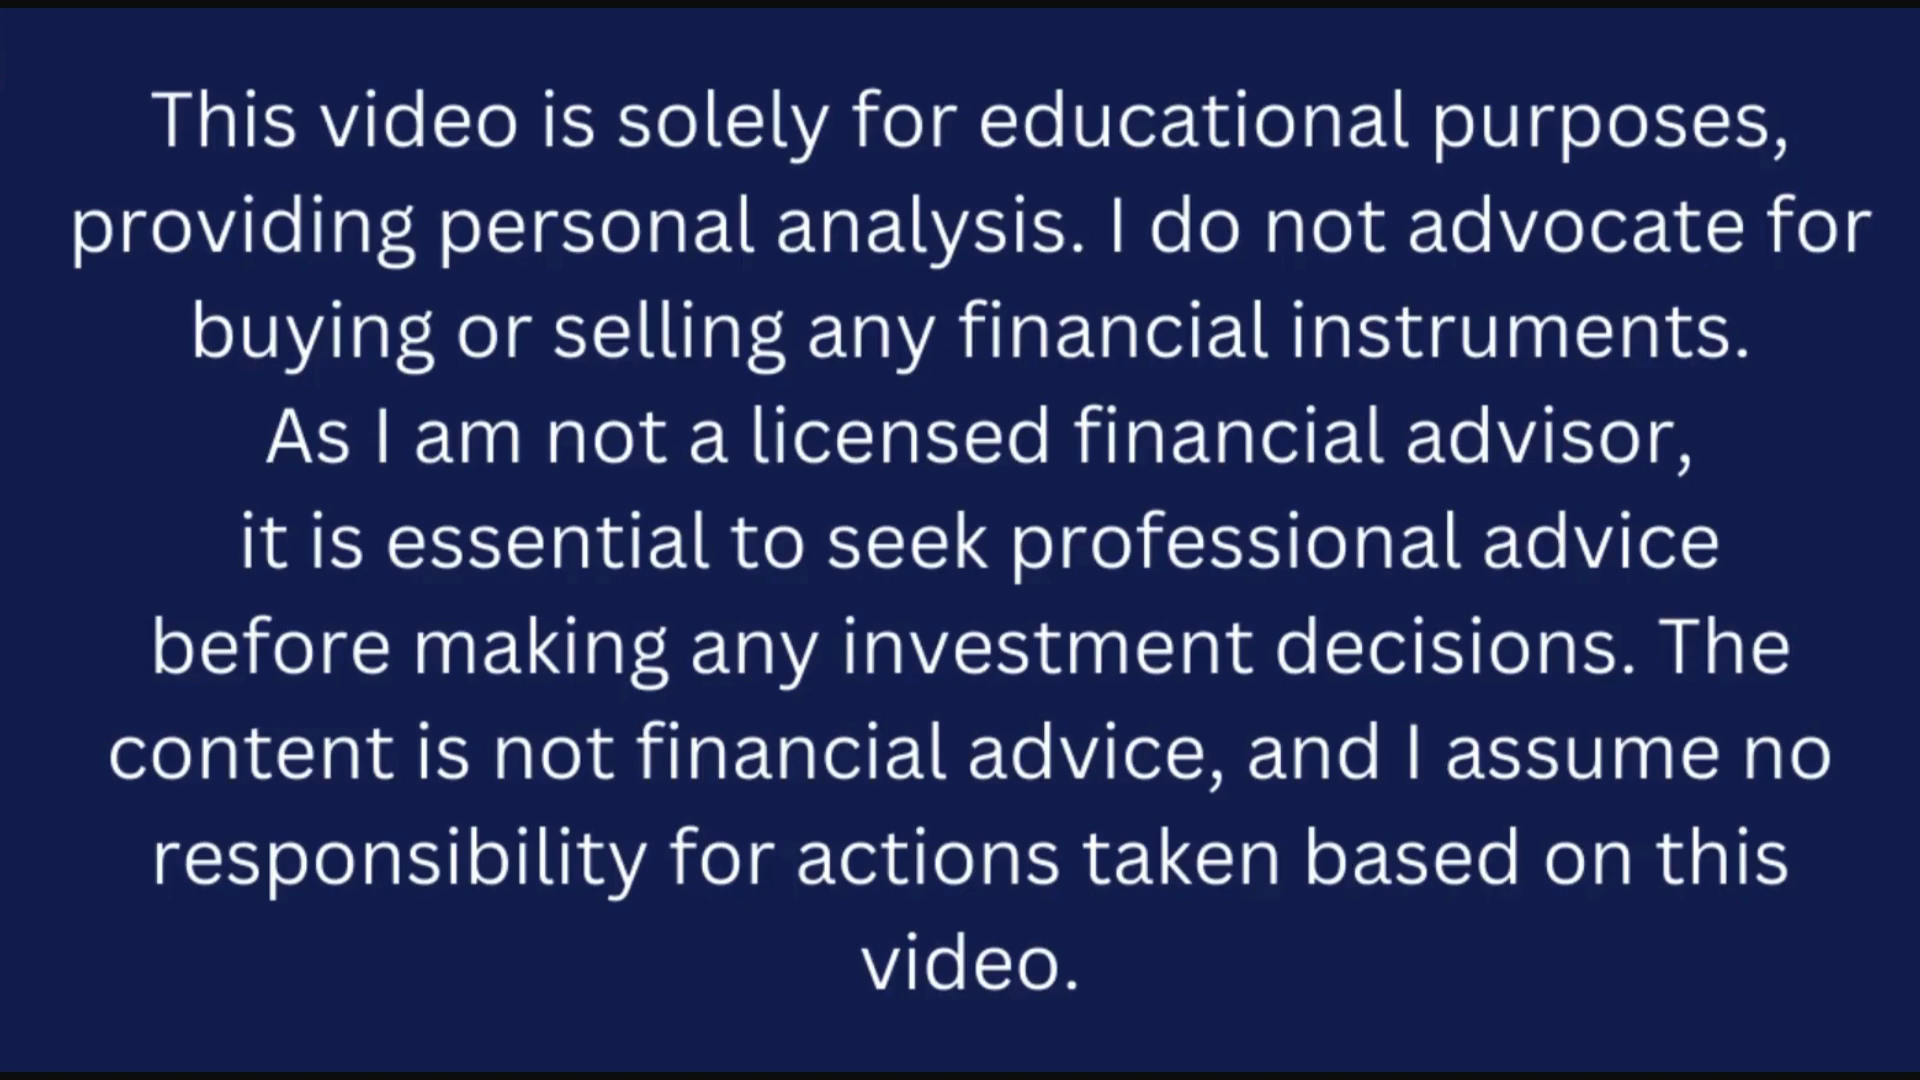 This video is solely for educational purposes,
providing personal analysis. I do not advocate for
buying or selling any financial instruments.
As I am not a licensed financial advisor,
it is essential to seek professional advice
before making any investment decisions. The
content is not financial advice, and I assume no
responsibility for actions taken based on this
video.